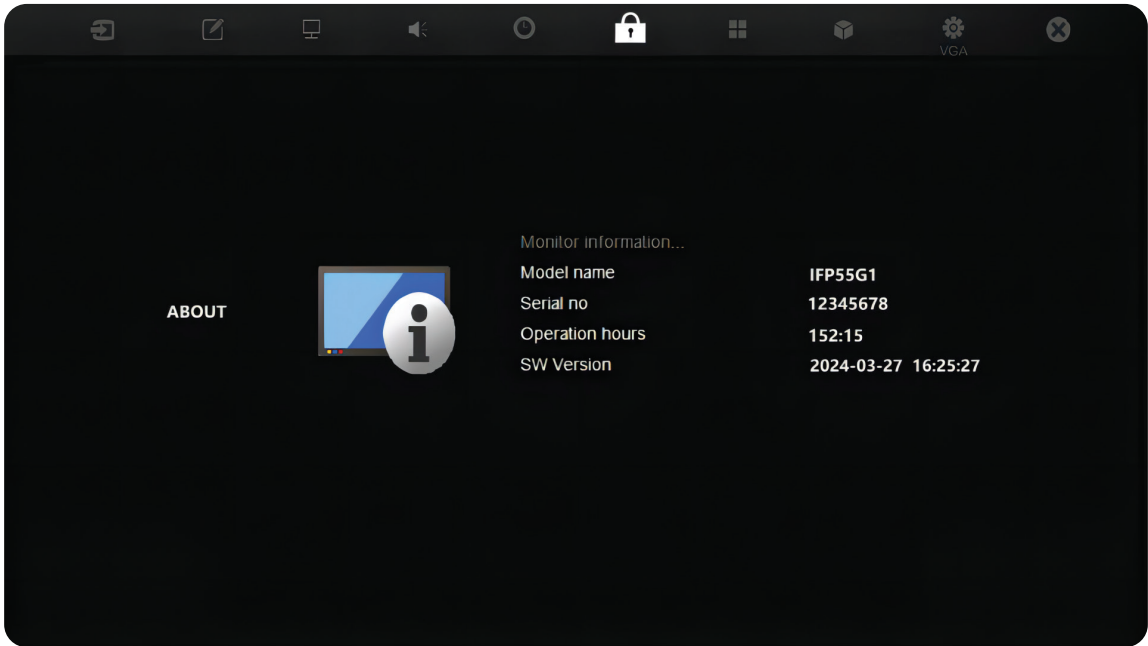 VGA
Monitor information...
Model name IFP55G1
Serial no 12345678
ABOUT
Operation hours 152:15
SW Version 2024-03-27 16:25:27